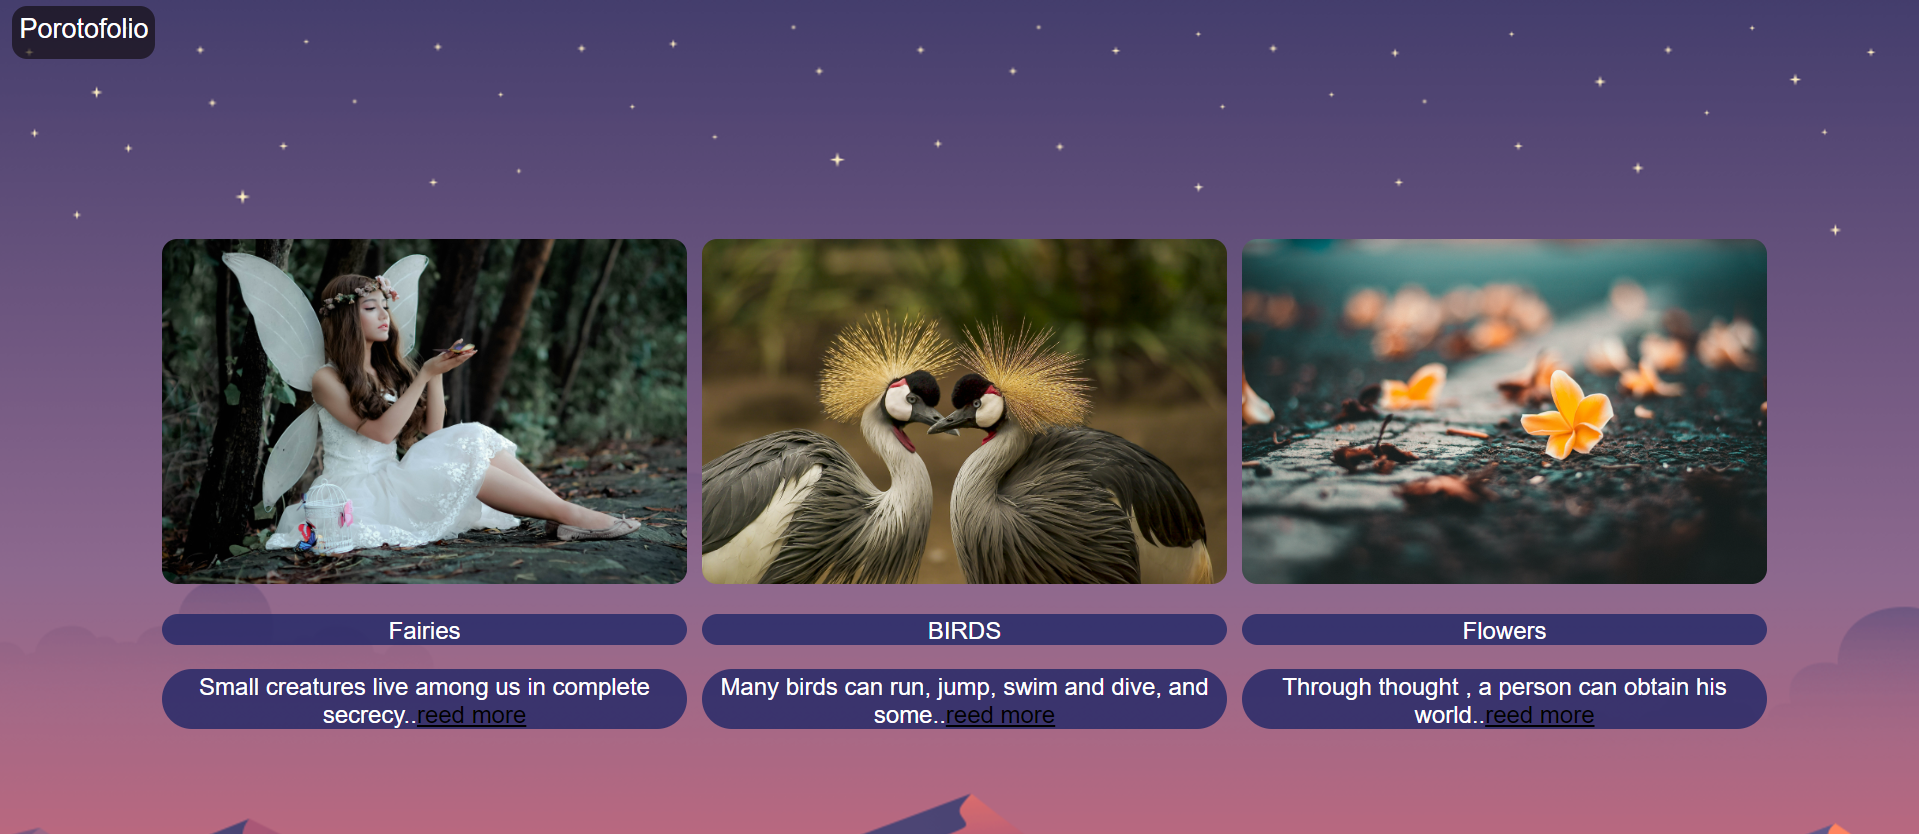 Porotofolio
Fairies
BIRDS
Flowers
Small creatures live among us in complete
secrecy..reed more
Many birds can run, jump, swim and dive, and
some..reed more
Through thought , a person can obtain his
world..reed more